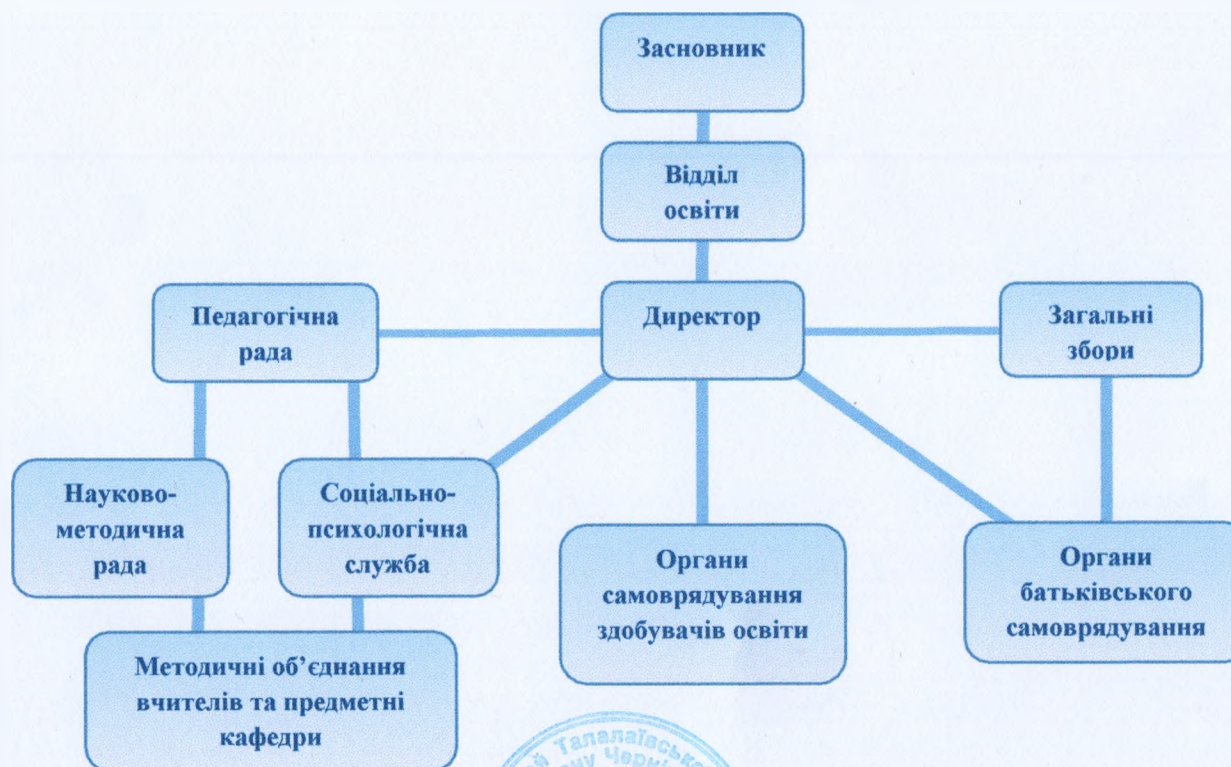 Засновник
Відділ
освіти
Педагогічна
рада
Директор
Загальні
збори
Науково-
методична
рада
Соціально-
психологічна
служба
Органи
самоврядування
здобувачів освіти
Органи
батьківського
самоврядування
Методичні об’єднання
вчителів та предметні
кафедри
Талалаївська